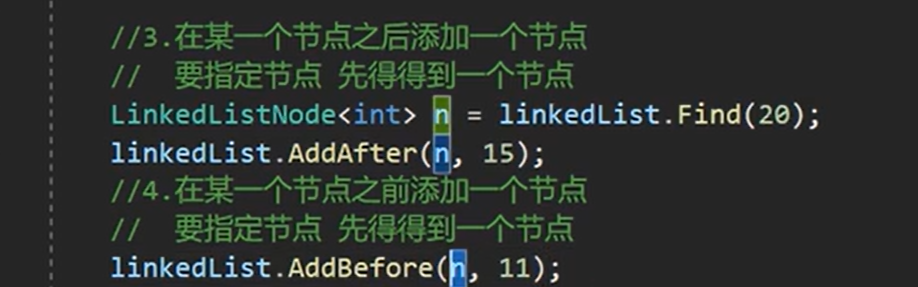 //3.在某一个节点之后添加一个节点
//  要指定节点 先得得到一个节点
LinkedListNode<int> n = linkedList.Find(20);
linkedList.AddAfter(n, 15);
//4.在某一个节点之前添加一个节点
//  要指定节点 先得得到一个节点
linkedList.AddBefore(n, 11);